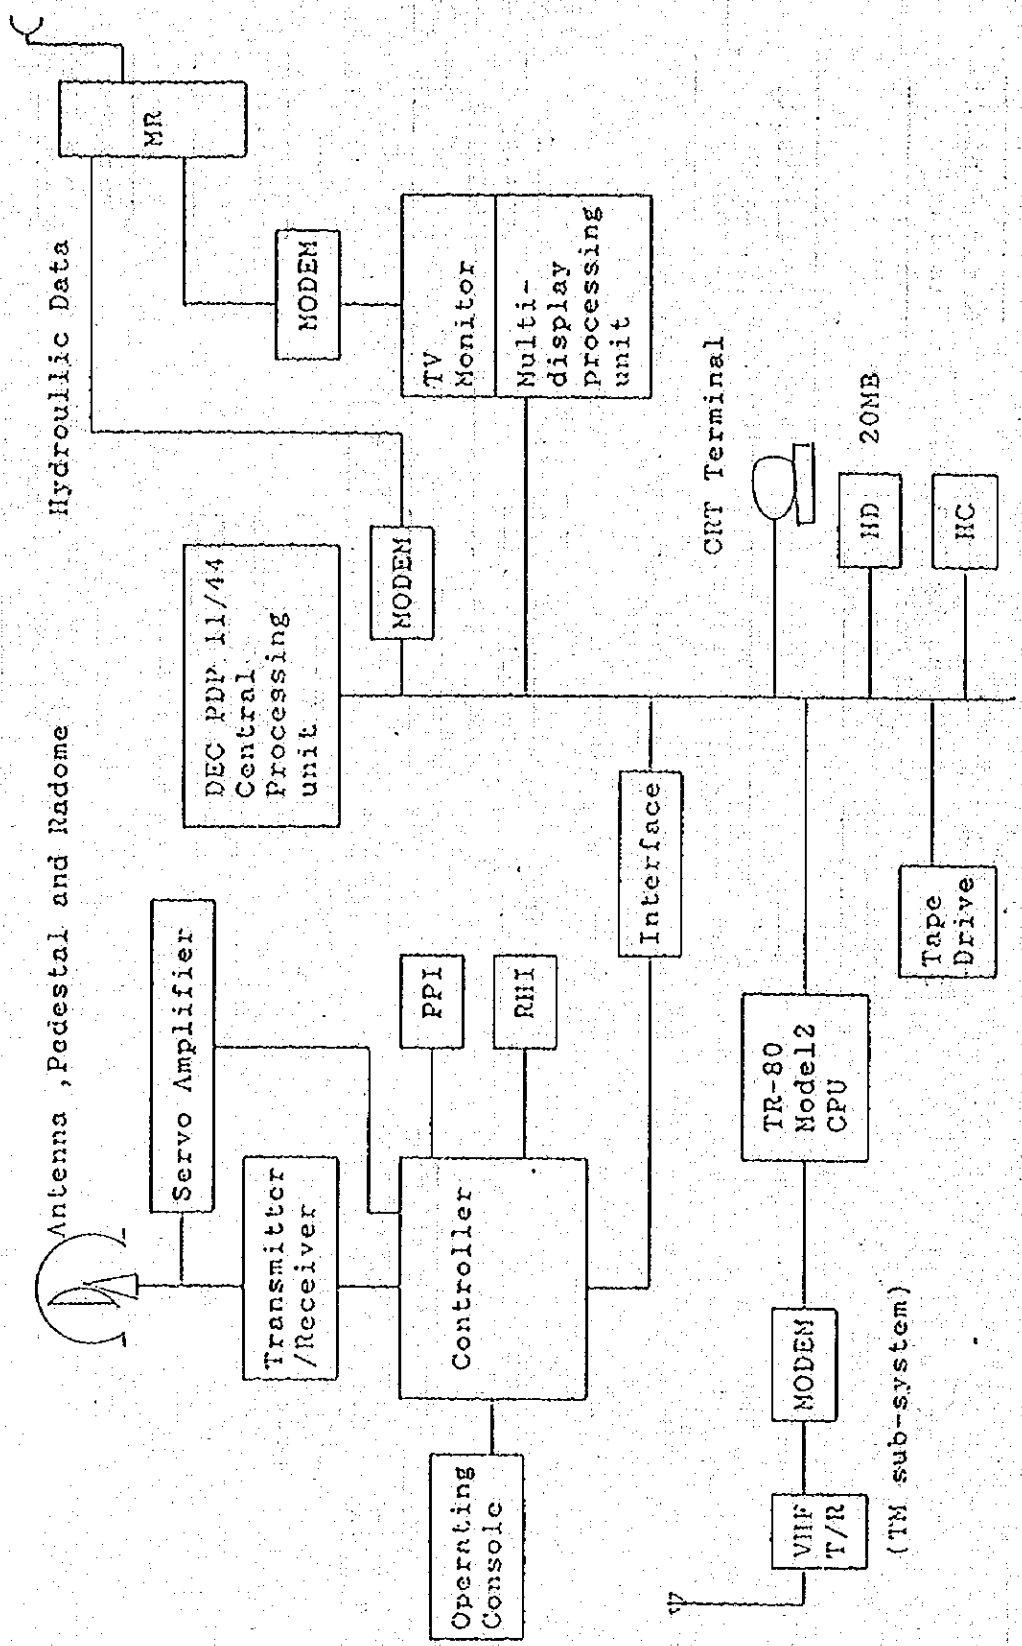 Antenna ,Pedestal and Radome
Hydroullic Data
Servo Amplifier
Transmitter
/Receiver
Operating
Console
Controller
PPI
RHI
DEC PDP 11/44
Central
Processing
unit
MODEM
MODEM
MR
TV
Monitor
Multi-
display
processing
unit
Interface
CRT Terminal
VHF
T/R
MODEM
(TM sub-system)
TR-80
Model2
CPU
Tape
Drive
HD
20MB
HC